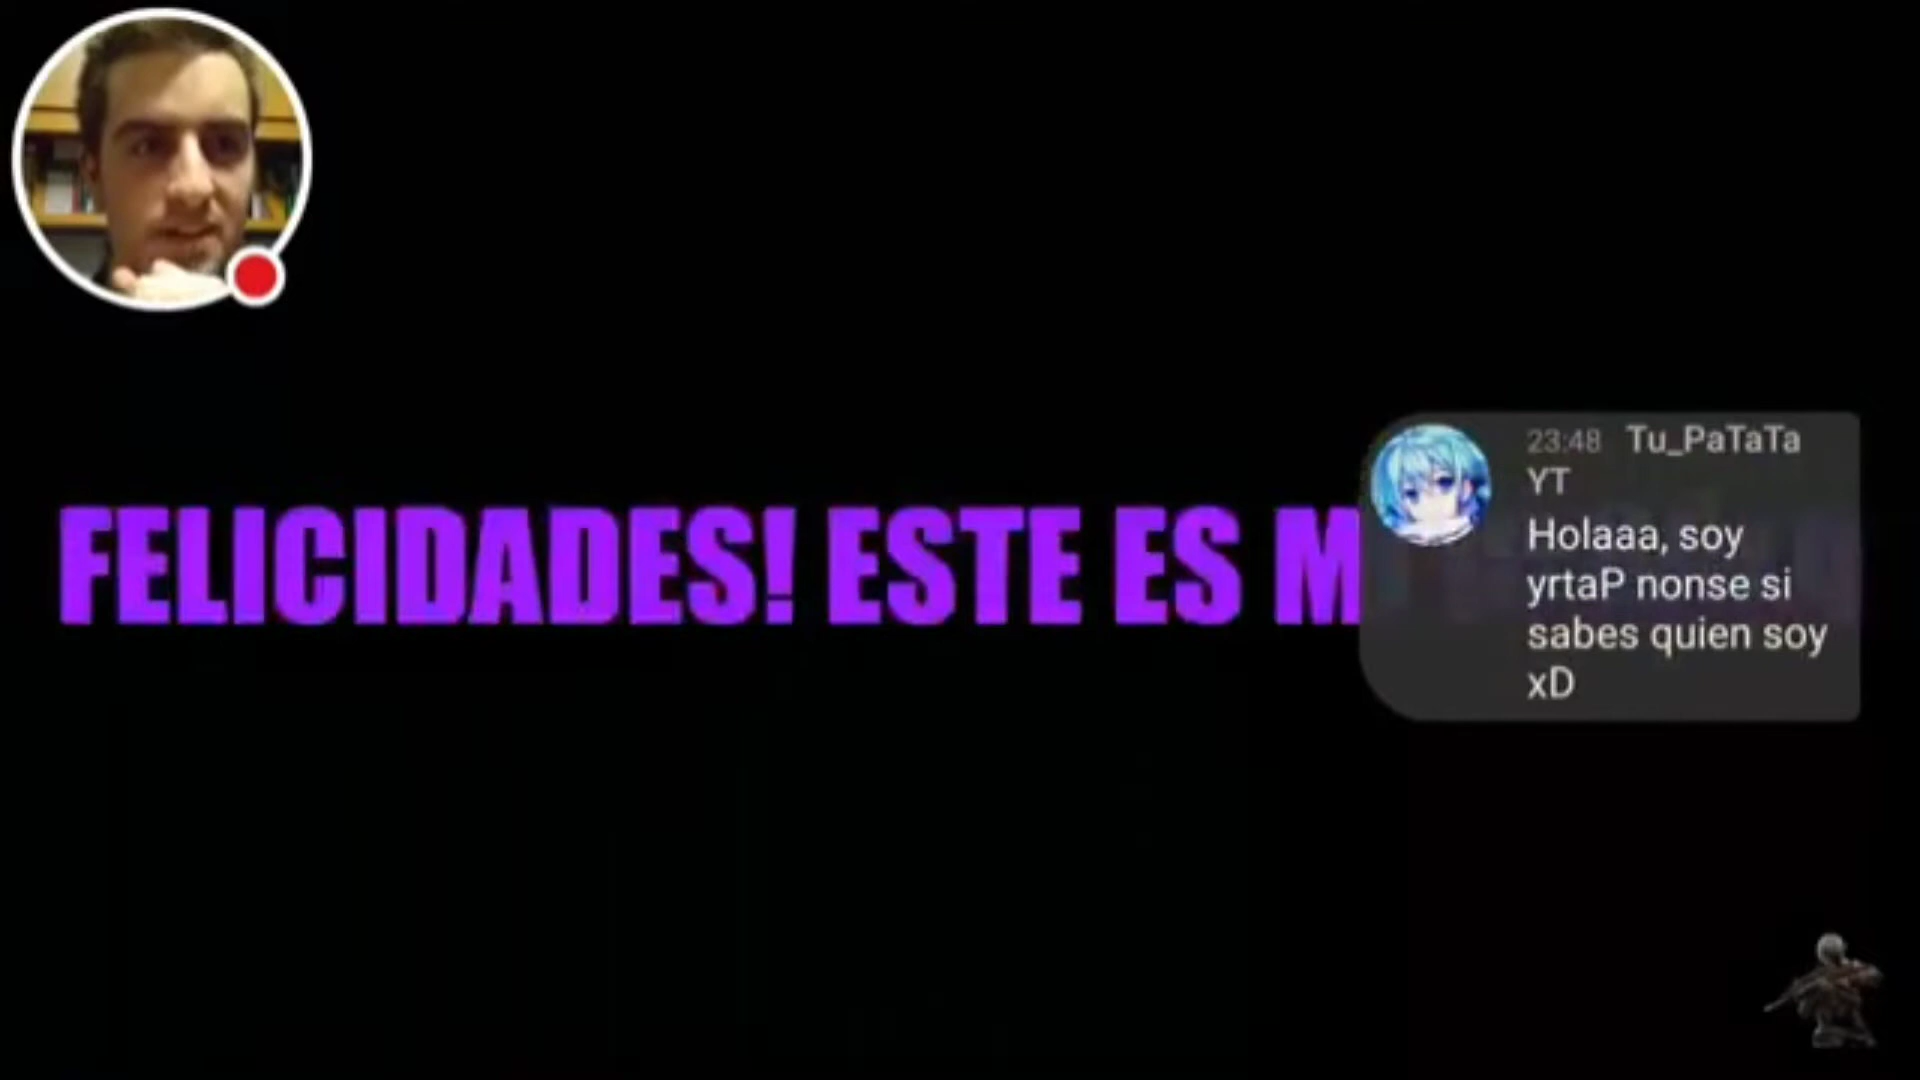 FELICIDADES! ESTE ES M
23:48 Tu_PaTaTa
YT
Holaaa, soy
yrtaP nonse si
sabes quien soy
xD